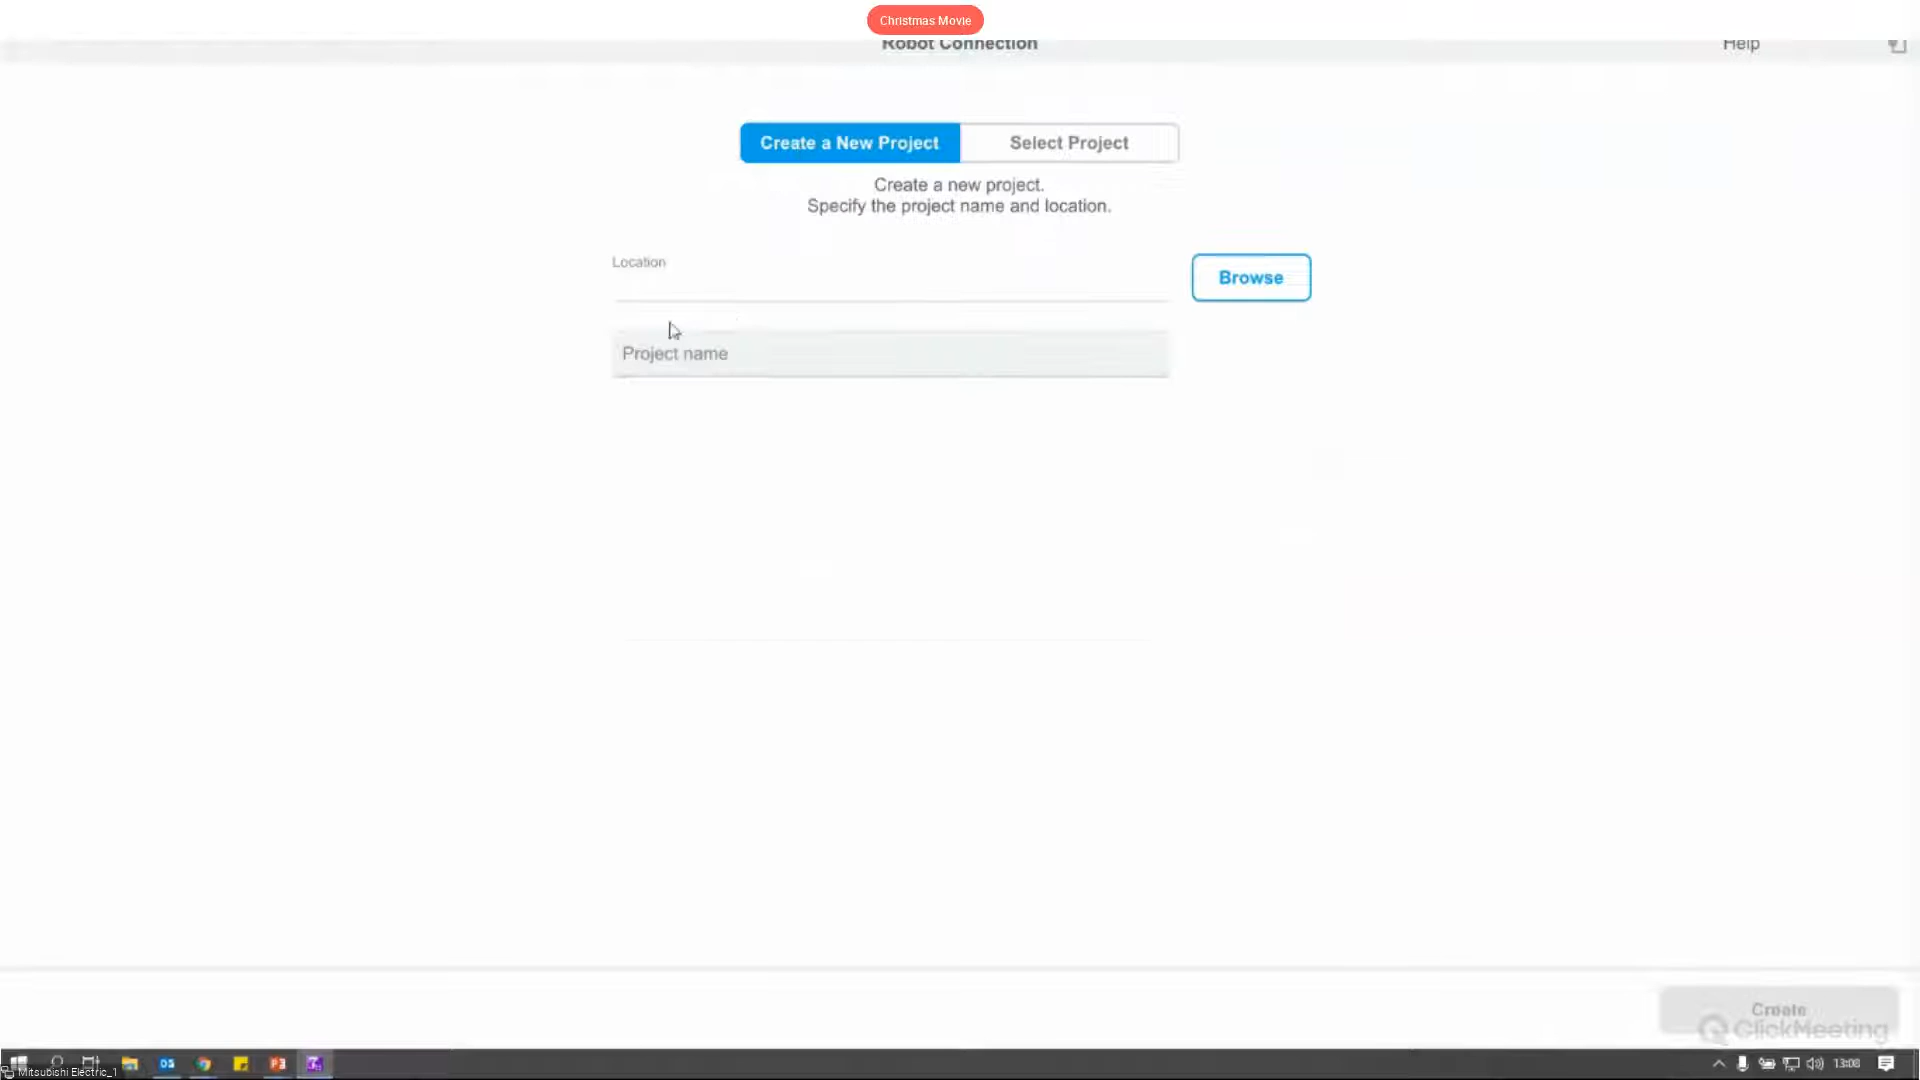 Christmas Movie
Robot Connection
Help
Create a New Project
Select Project
Create a new project.
Specify the project name and location.
Location
Browse
Project name
Create
ClickMeeting
13:08
Mitsubishi Electric_1